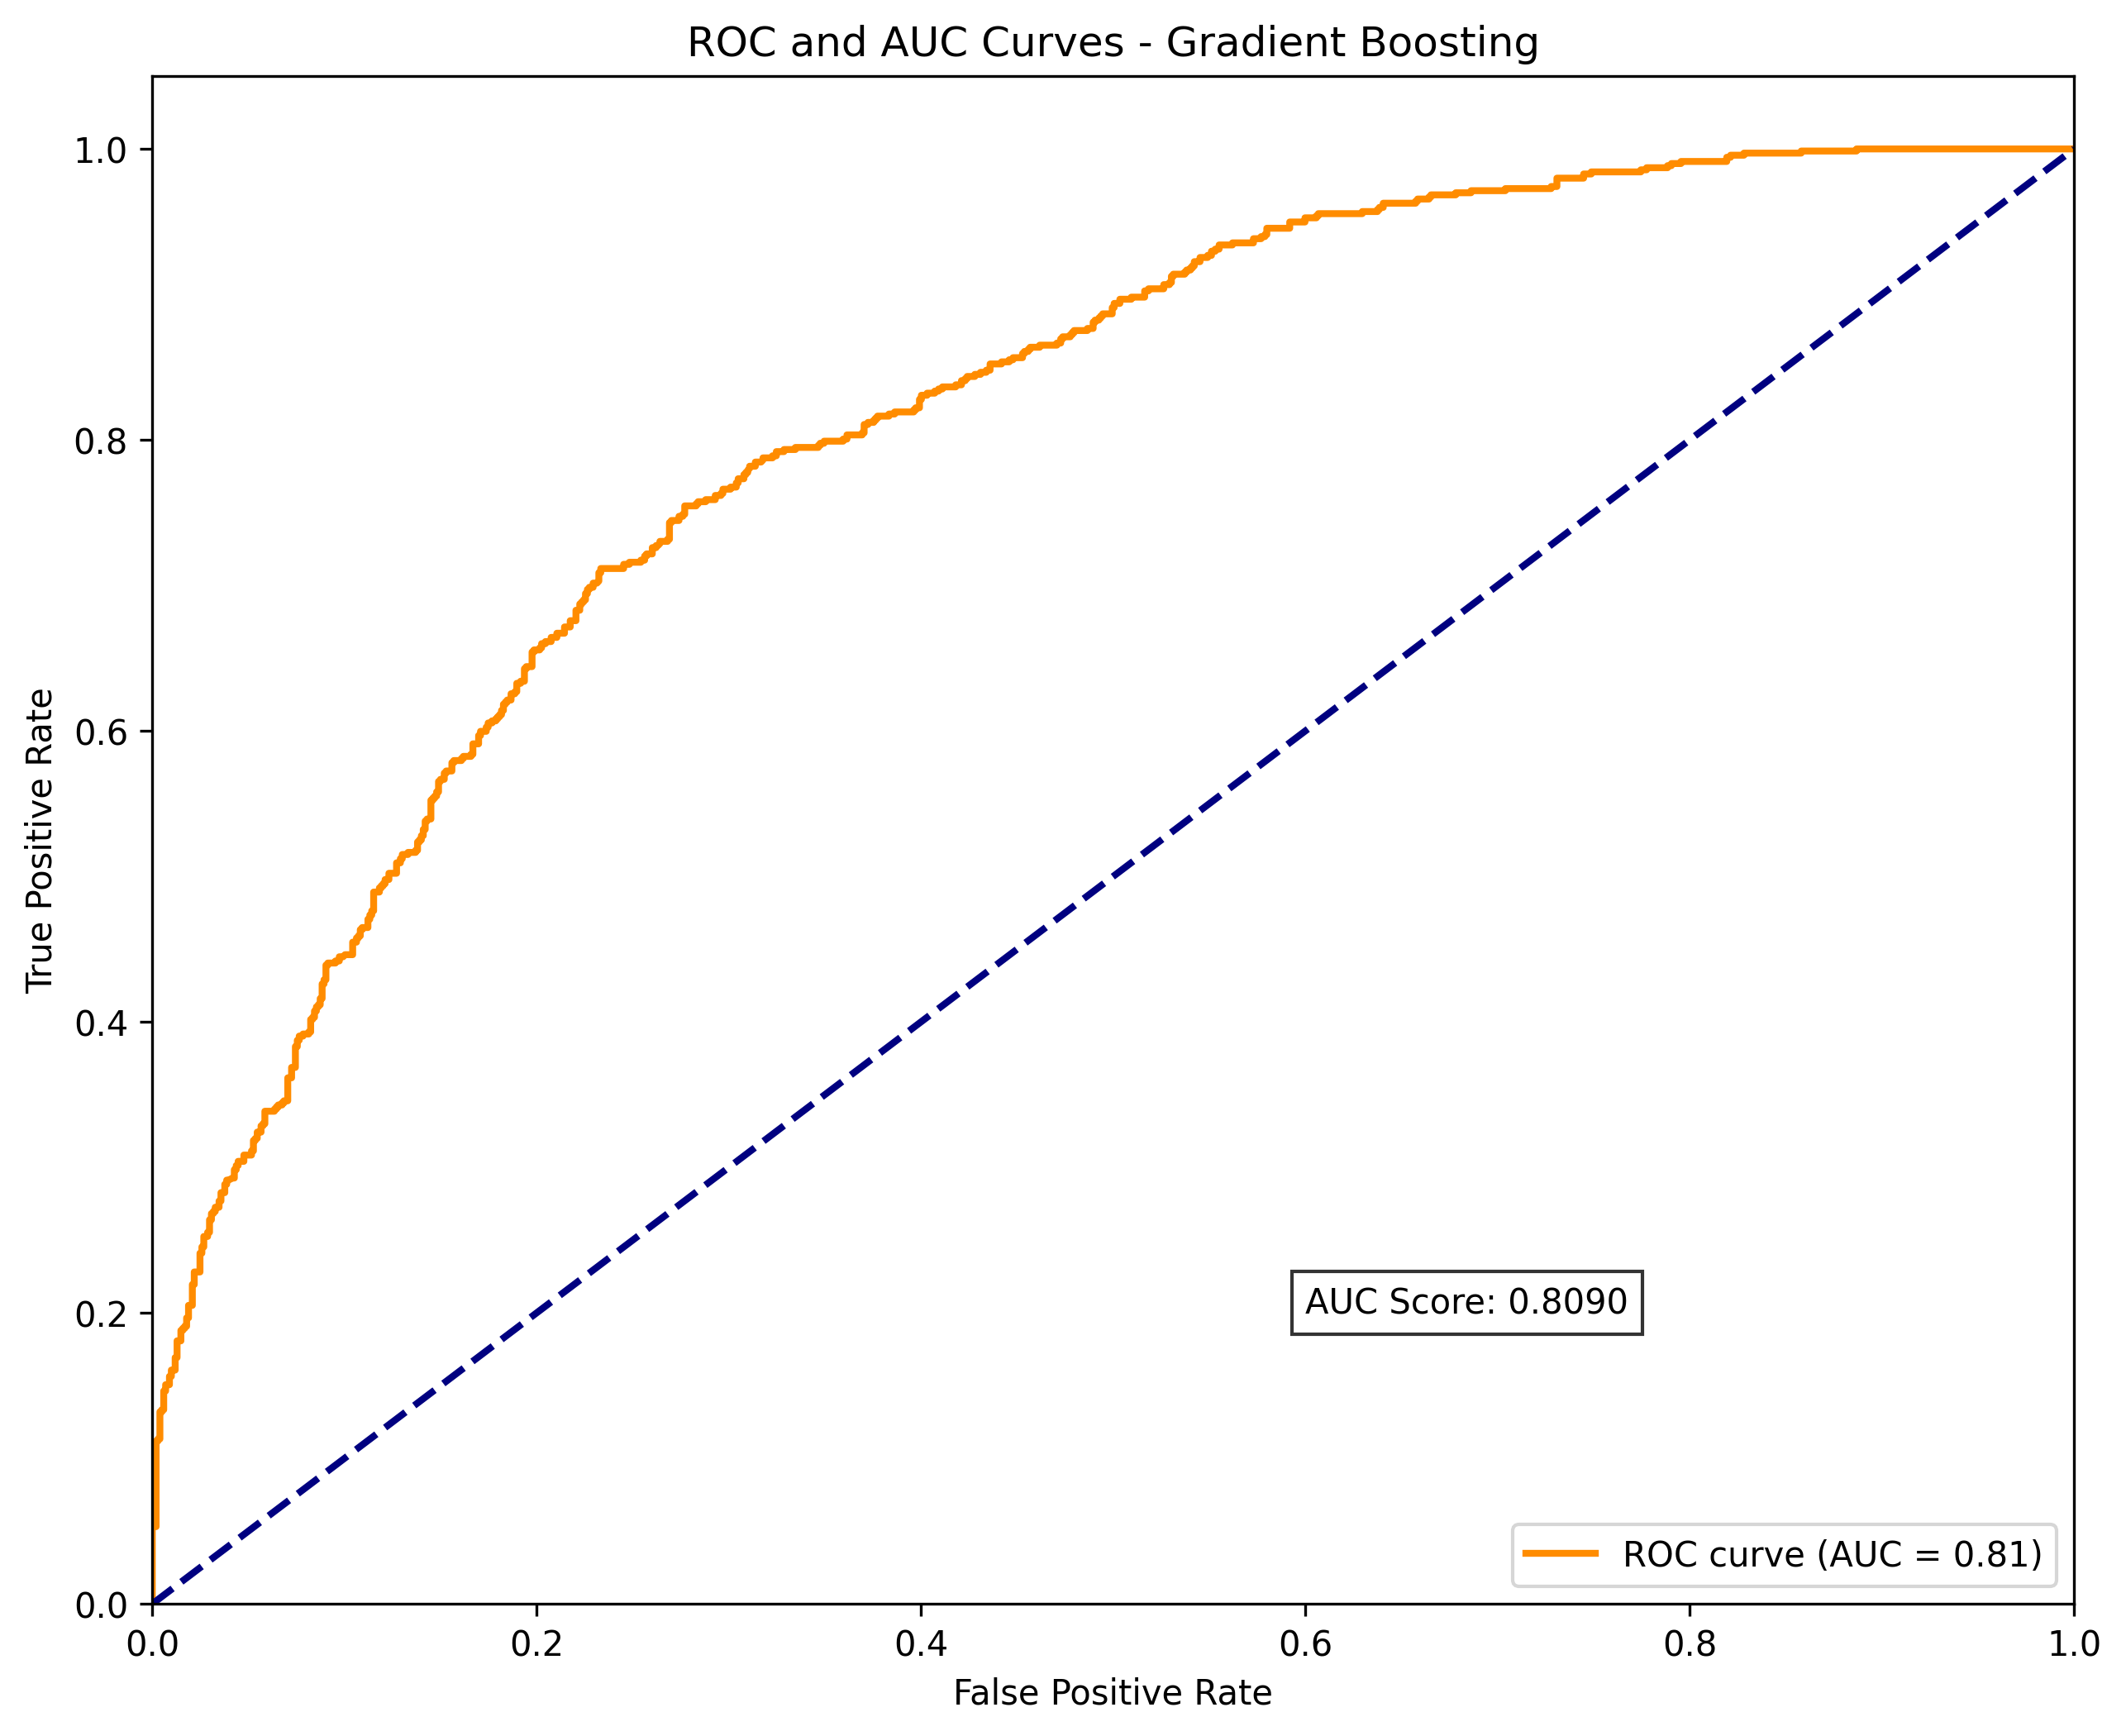 ROC and AUC Curves - Gradient Boosting
1.0
0.8
0.6
0.4
0.2
0.0
True Positive Rate
AUC Score: 0.8090
ROC curve (AUC = 0.81)
0.0 0.2 0.4 0.6 0.8 1.0
False Positive Rate